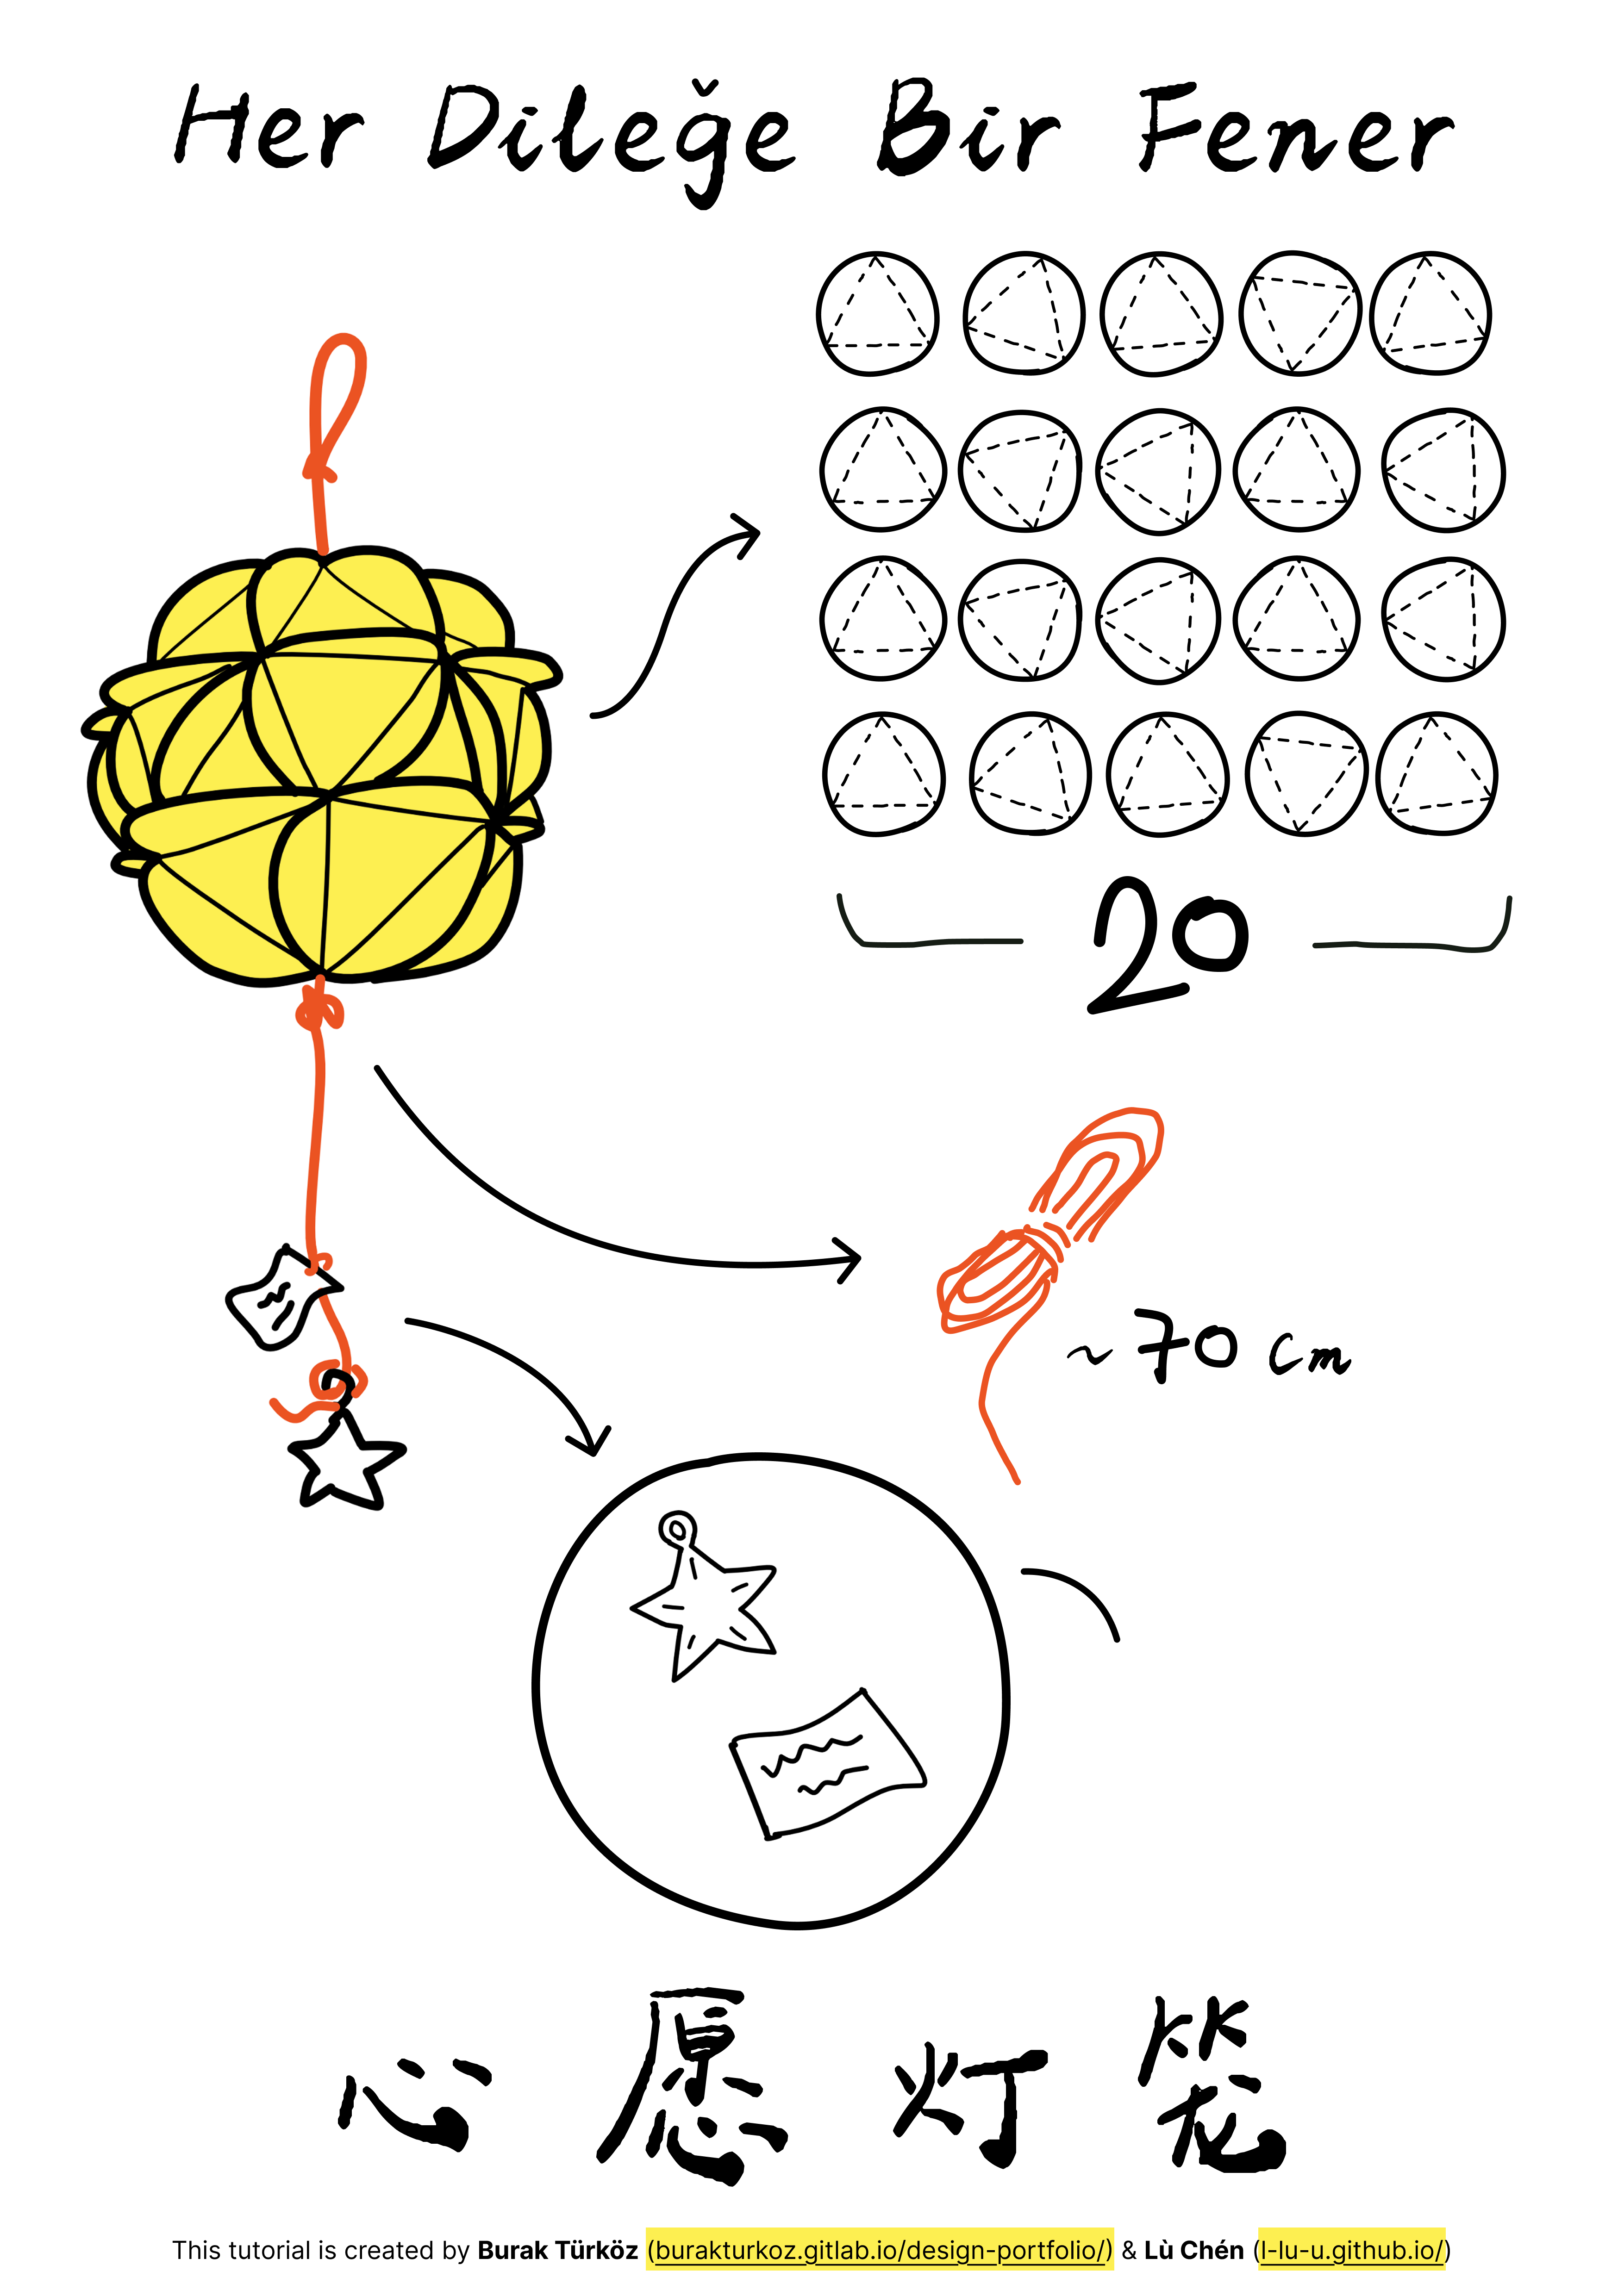 Her Dileğe Bir Fener
20
~70 cm
心愿灯笼
This tutorial is created by Burak Türköz (burakturkoz.gitlab.io/design-portfolio/) & Lù Chén (l-lu-u.github.io/)